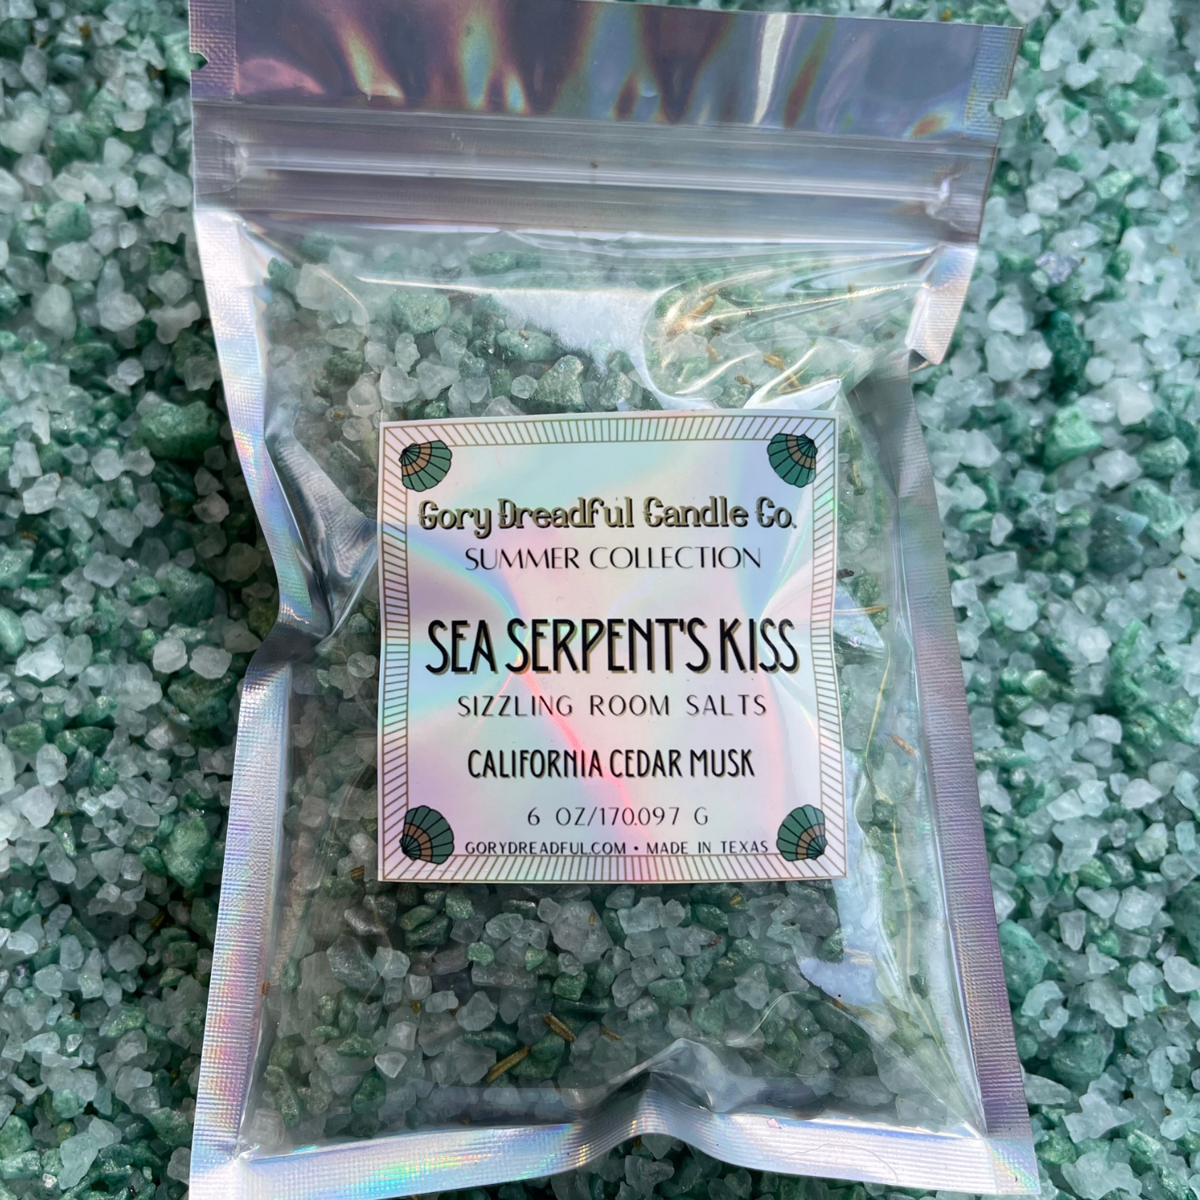 Gory Dreadful Candle Co.
SUMMER COLLECTION
SEA SERPENT'S KISS
SIZZLING ROOM SALTS
CALIFORNIA CEDAR MUSK
6 OZ/170.097 G
GORYDREADFUL.COM • MADE IN TEXAS